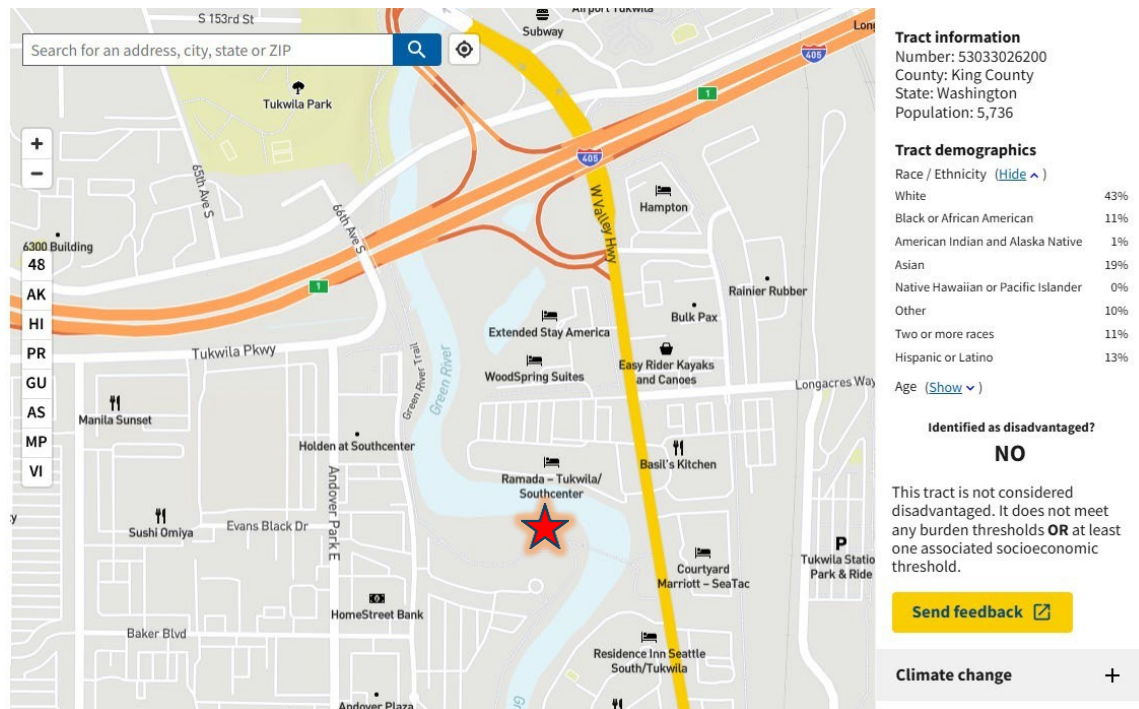 S 153rd St
Airport Tukwila
Subway
Search for an address, city, state or ZIP
405
Tukwila Park
1
+
−
65th Ave S
66th Ave S
405
W Valley Hwy
Hampton
6300 Building
48
AK
HI
PR
GU
AS
MP
VI
1
Rainier Rubber
Bulk Pax
Extended Stay America
Tukwila Pkwy
Green River Trail
Green River
WoodSpring Suites
Easy Rider Kayaks
and Canoes
Longacres Way
Manila Sunset
Holden at Southcenter
Basil's Kitchen
Ramada – Tukwila/
Southcenter
Andover Park E
Sushi Omiya
Evans Black Dr
P
Tukwila Statio
Park & Ride
Courtyard
Marriott – SeaTac
HomeStreet Bank
Baker Blvd
Residence Inn Seattle
South/Tukwila
Andover Plaza
Tract information
Number: 53033026200
County: King County
State: Washington
Population: 5,736
Tract demographics
Race / Ethnicity (Hide)
White 43%
Black or African American 11%
American Indian and Alaska Native 1%
Asian 19%
Native Hawaiian or Pacific Islander 0%
Other 10%
Two or more races 11%
Hispanic or Latino 13%
Age (Show)
Identified as disadvantaged?
NO
This tract is not considered
disadvantaged. It does not meet
any burden thresholds OR at least
one associated socioeconomic
threshold.
Send feedback
Climate change +